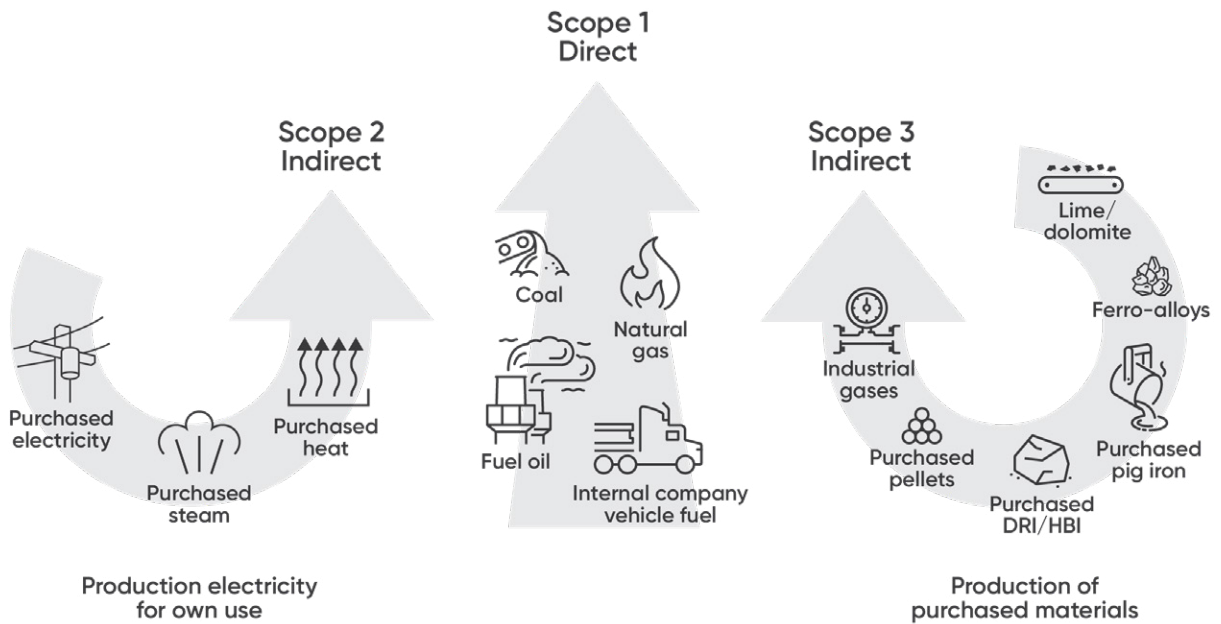 Scope 1
Direct
Scope 2
Indirect
Scope 3
Indirect
Purchased
electricity
Purchased
steam
Purchased
heat
Coal
Natural
gas
Fuel oil
Internal company
vehicle fuel
Industrial
gases
Purchased
pellets
Purchased
DRI/HBI
Purchased
pig iron
Ferro-alloys
Lime/
dolomite
Production electricity
for own use
Production of
purchased materials